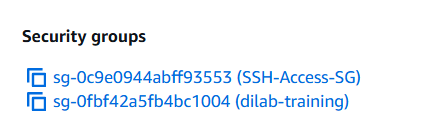 Security groups
sg-0c9e0944abff93553 (SSH-Access-SG)
sg-0fbf42a5fb4bc1004 (dilab-training)